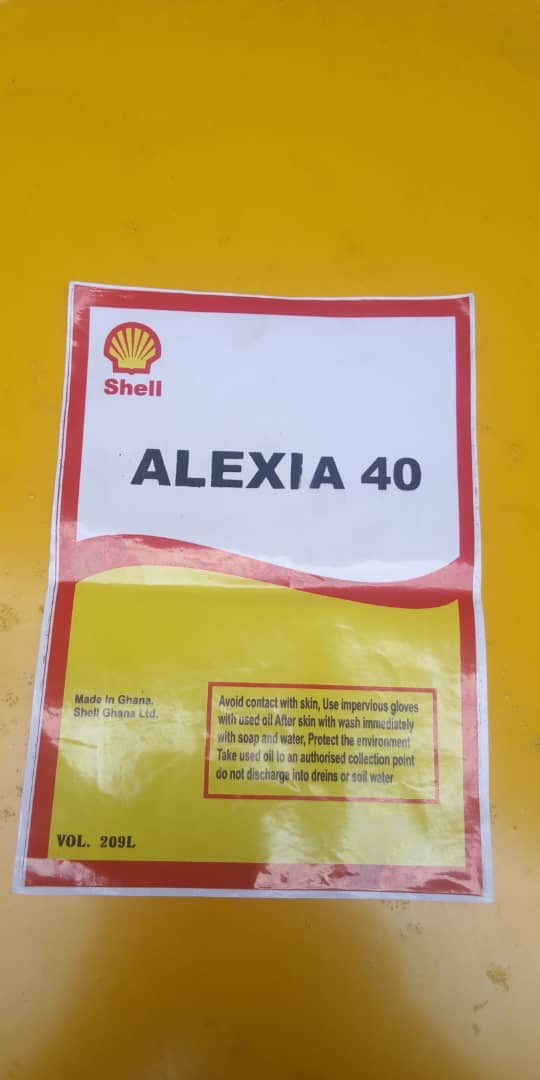 Shell
ALEXIA 40
Made In Ghana.
Shell Ghana Ltd.
Avoid contact with skin, Use impervious gloves
with used oil After skin with wash immediately
with soap and water, Protect the environment
Take used oil to an authorised collection point
do not discharge into dreins or soil water
VOL. 209L